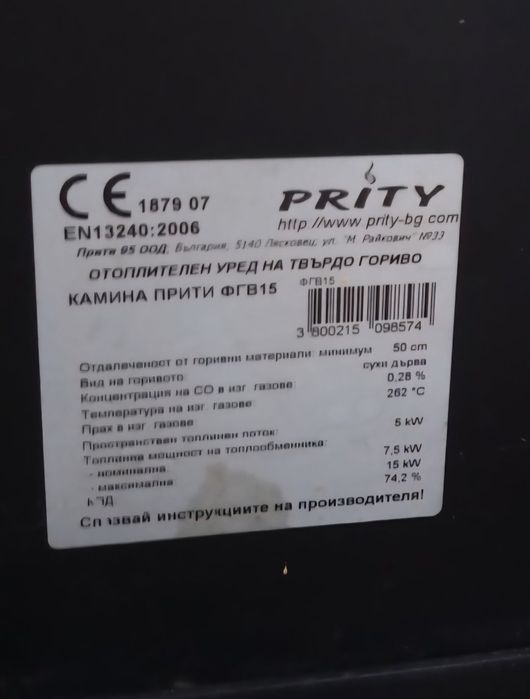 CE 1879 07
EN13240:2006
PRITY
http //www prity-bg com
Прити 95 ООД, България, 5140 Лясковец, ул. "М. Райкович" №33
ОТОПЛИТЕЛЕН УРЕД НА ТВЪРДО ГОРИВО
КАМИНА ПРИТИ ФГВ15
ФГВ15
3 800215 098574
Отдалеченост от горивни материали: минимум 50 cm
Вид на горивото: сухи дърва
Концентрация на CO в изг. газове: 0,28 %
Температура на изг. газове 262 °C
Прах в изг. газове
Пространствен топлинен поток: 5 kW
Топлинна мощност на топлообменника:
- номинална 7,5 kW
- максимална 15 kW
КПД 74,2 %
Спазвай инструкциите на производителя!